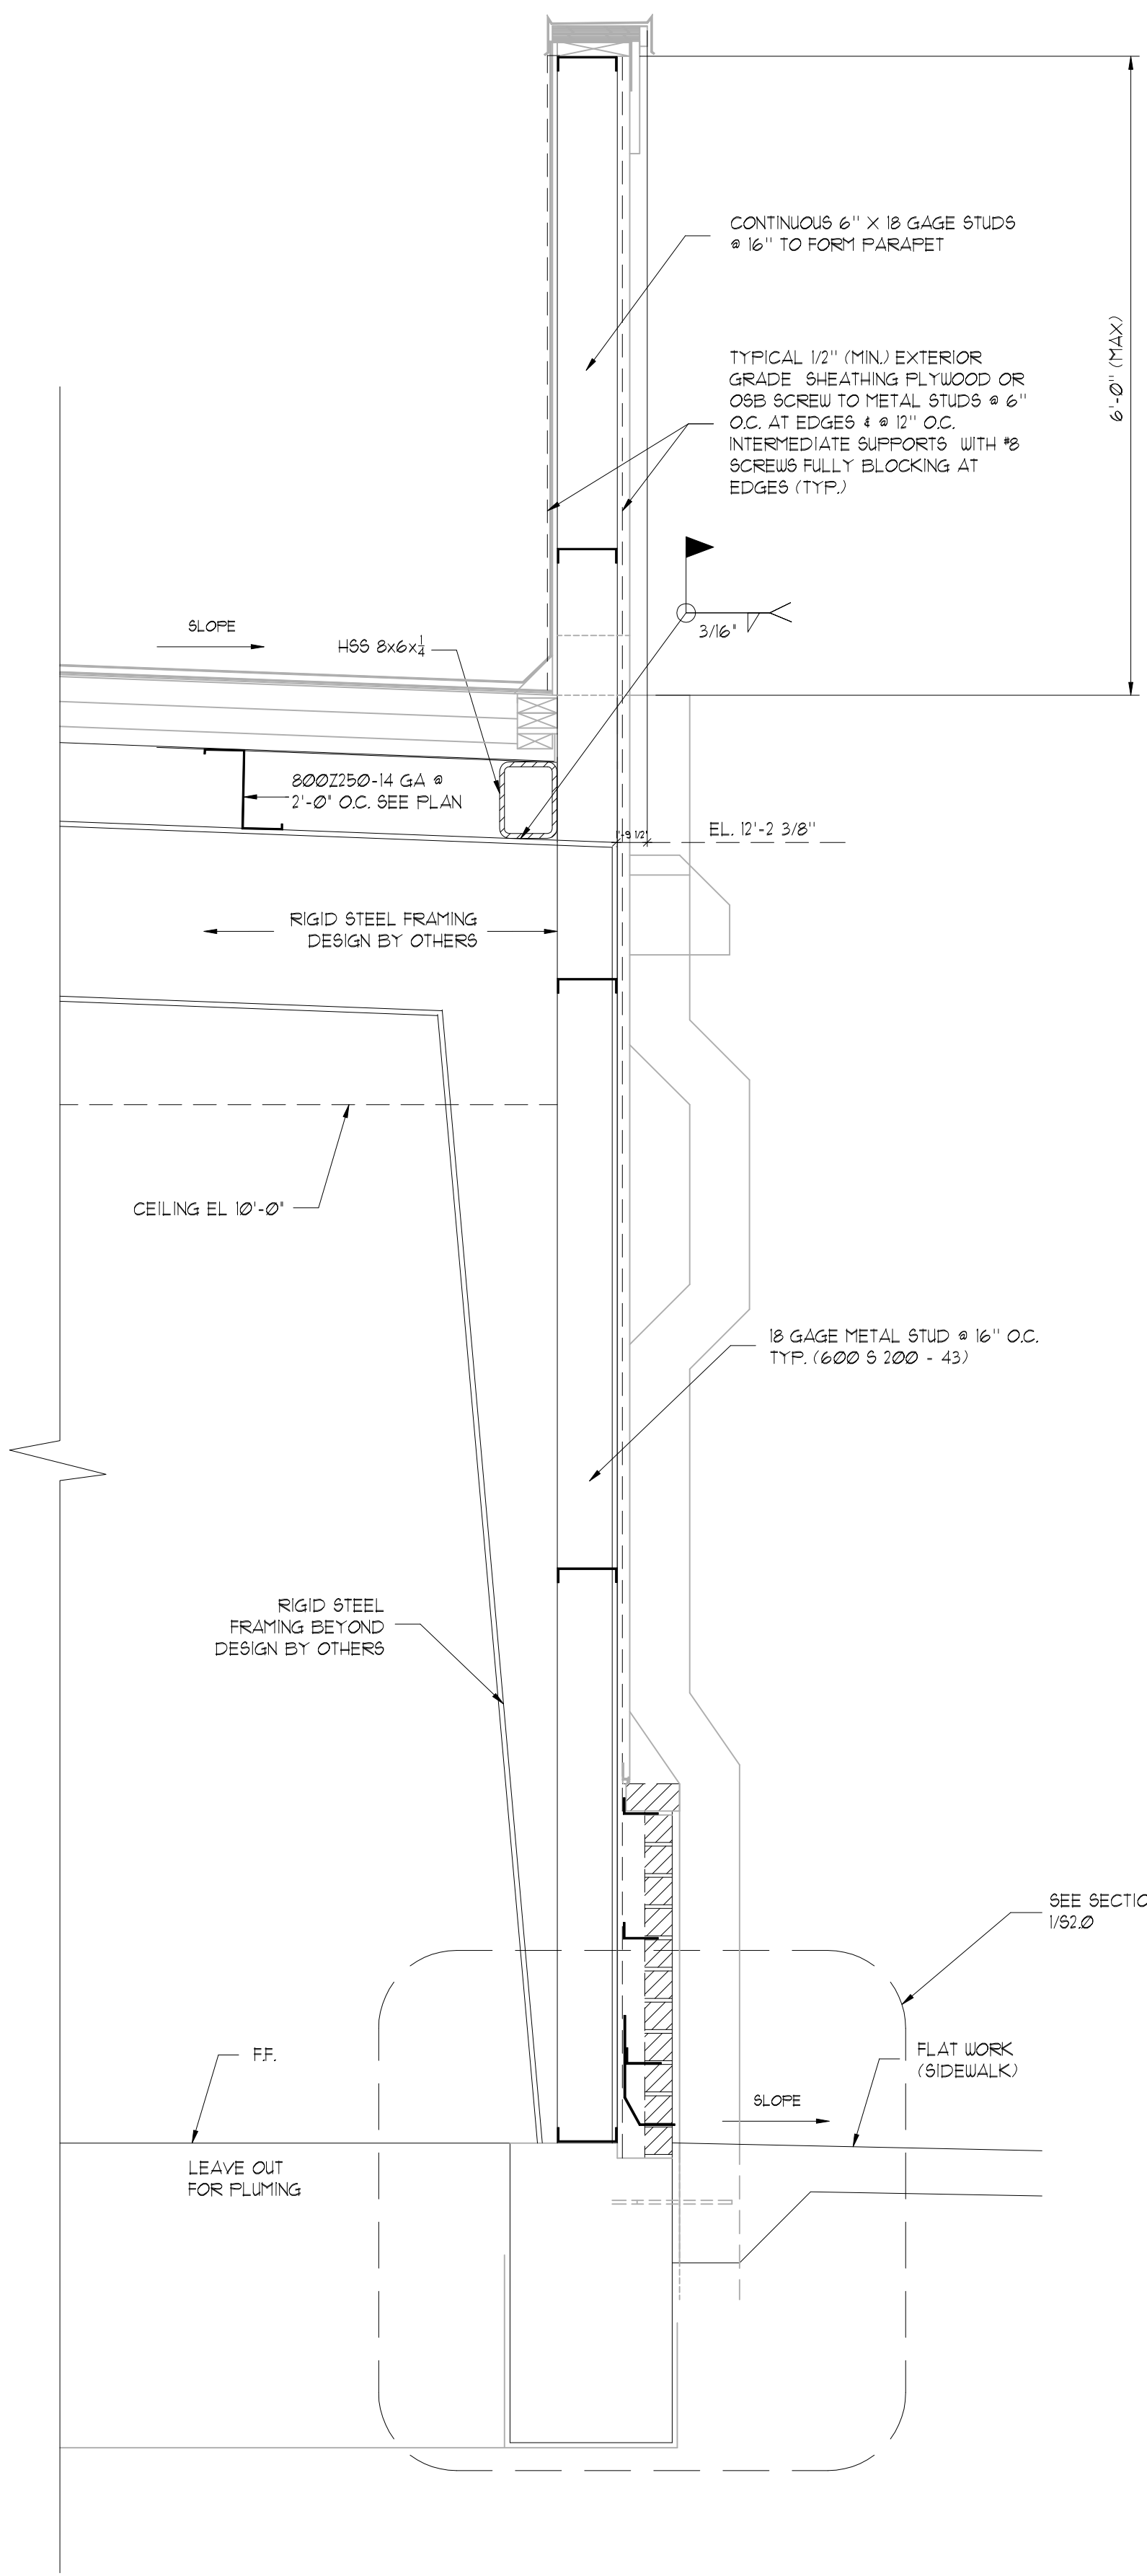 CONTINUOUS 6'' X 18 GAGE STUDS
@ 16'' TO FORM PARAPET
6'-0'' (MAX)
TYPICAL 1/2'' (MIN.) EXTERIOR
GRADE SHEATHING PLYWOOD OR
OSB SCREW TO METAL STUDS @ 6''
O.C. AT EDGES & @ 12'' O.C.
INTERMEDIATE SUPPORTS WITH #8
SCREWS FULLY BLOCKING AT
EDGES (TYP.)
SLOPE
3/16"
HSS 8x6x1/4
800Z250-14 GA @
2'-0" O.C. SEE PLAN
EL. 12'-2 3/8''
RIGID STEEL FRAMING
DESIGN BY OTHERS
CEILING EL 10'-0"
18 GAGE METAL STUD @ 16'' O.C.
TYP. (600 S 200 - 43)
RIGID STEEL
FRAMING BEYOND
DESIGN BY OTHERS
SEE SECTIO
1/S2.0
F.F.
FLAT WORK
(SIDEWALK)
SLOPE
LEAVE OUT
FOR PLUMING